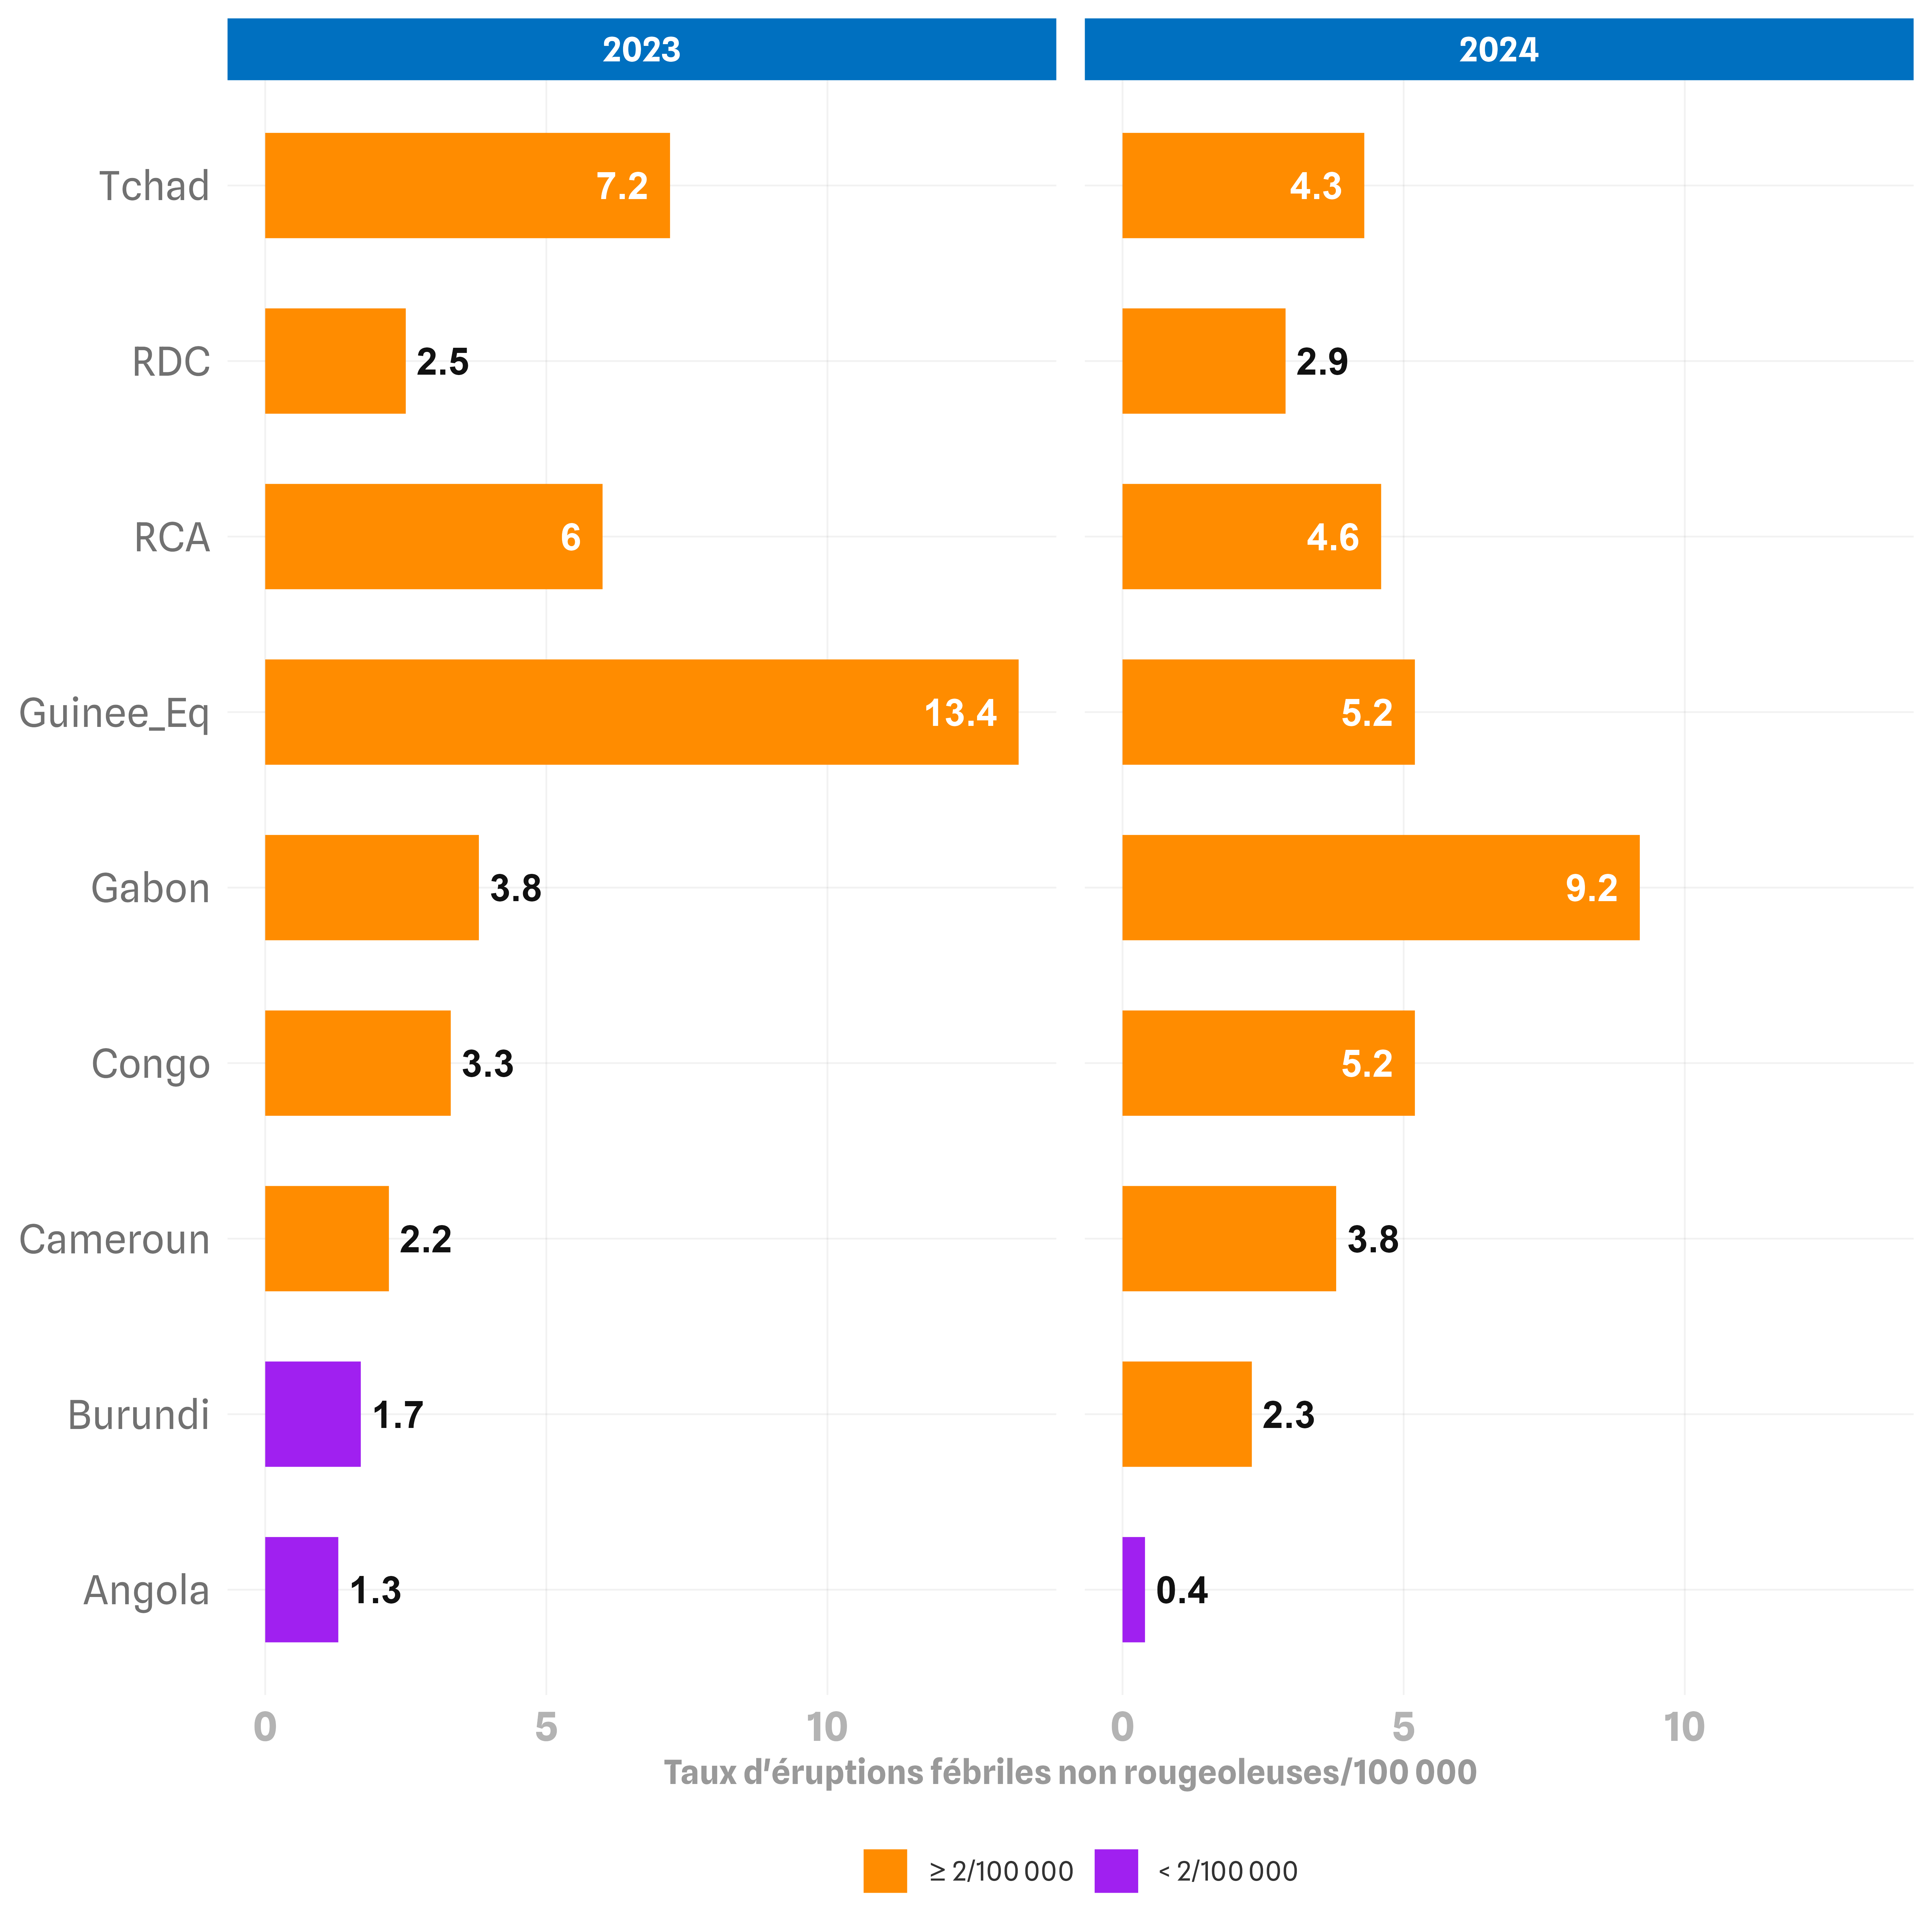 2023 2024
Tchad 7.2 4.3
RDC 2.5 2.9
RCA 6 4.6
Guinee_Eq 13.4 5.2
Gabon 3.8 9.2
Congo 3.3 5.2
Cameroun 2.2 3.8
Burundi 1.7 2.3
Angola 1.3 0.4
0 5 10 0 5 10
Taux d'éruptions fébriles non rougeoleuses/100 000
≥ 2/100 000 < 2/100 000